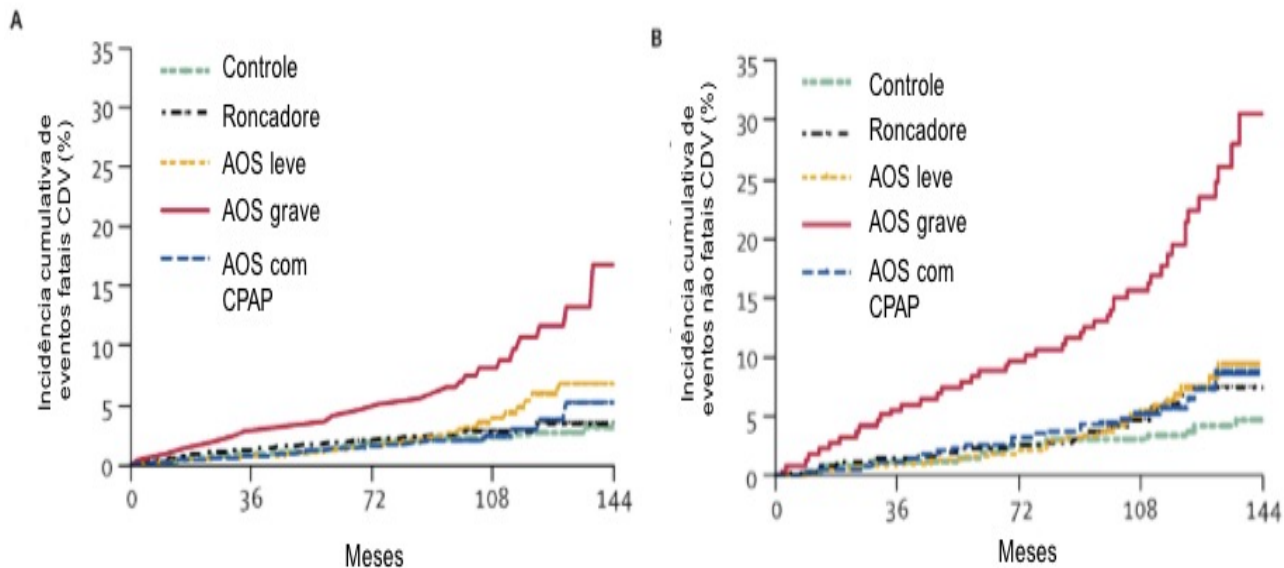 A
Incidência cumulativa de
eventos fatais CDV (%)
35
30
25
20
15
10
5
0
Controle
Roncadore
AOS leve
AOS grave
AOS com
CPAP
0 36 72 108 144
Meses
B
Incidência cumulativa de
eventos não fatais CDV (%)
35
30
25
20
15
10
5
0
Controle
Roncadore
AOS leve
AOS grave
AOS com
CPAP
0 36 72 108 144
Meses